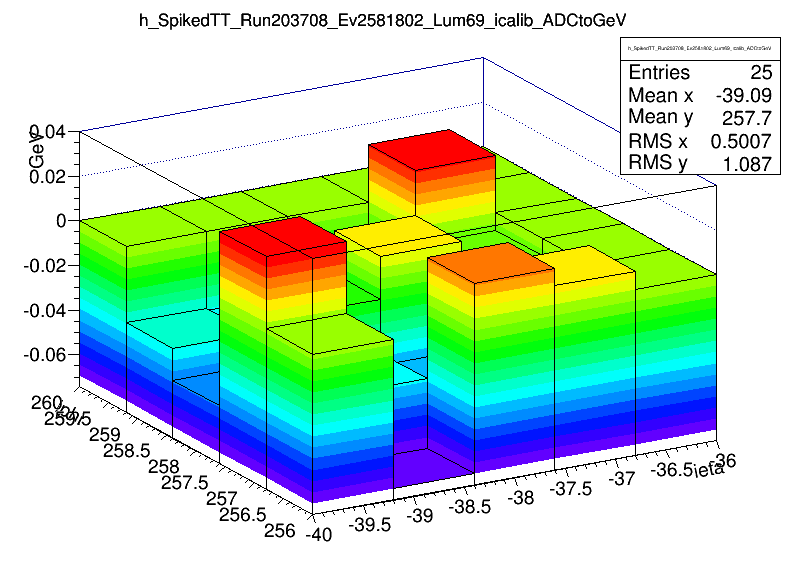 h_SpikedTT_Run203708_Ev2581802_Lum69_icalib_ADCtoGeV
h_SpikedTT_Run203708_Ev2581802_Lum69_icalib_ADCtoGeV
Entries 25
Mean x -39.09
Mean y 257.7
RMS x 0.5007
RMS y 1.087
GeV
0.04
0.02
0
-0.02
-0.04
-0.06
260
259.5
259
258.5
258
257.5
257
256.5
256
-40
-39.5
-39
-38.5
-38
-37.5
-37
-36.5
-36
ieta